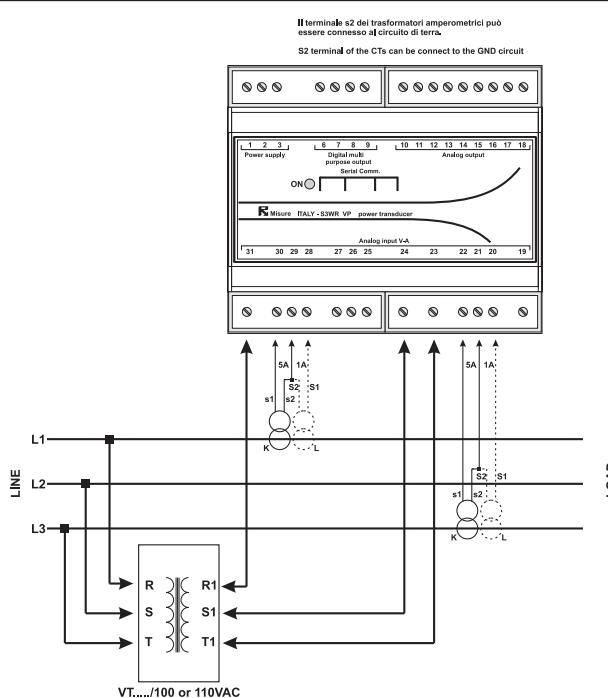 Il terminale s2 dei trasformatori amperometrici può
essere connesso al circuito di terra.
S2 terminal of the CTs can be connect to the GND circuit
1 2 3 6 7 8 9 10 11 12 13 14 15 16 17 18
Power supply Digital multi Analog output
purpose output
Serial Comm.
ON
R Misure ITALY - S3WR VP power transducer
Analog input V-A
31 30 29 28 27 26 25 24 23 22 21 20 19
5A 1A 5A 1A
S2 S1
s1 s2
L1
K L
S2 S1
L2
s1 s2
LINE
LOAD
L3
K L
R R1
S S1
T T1
VT...../100 or 110VAC